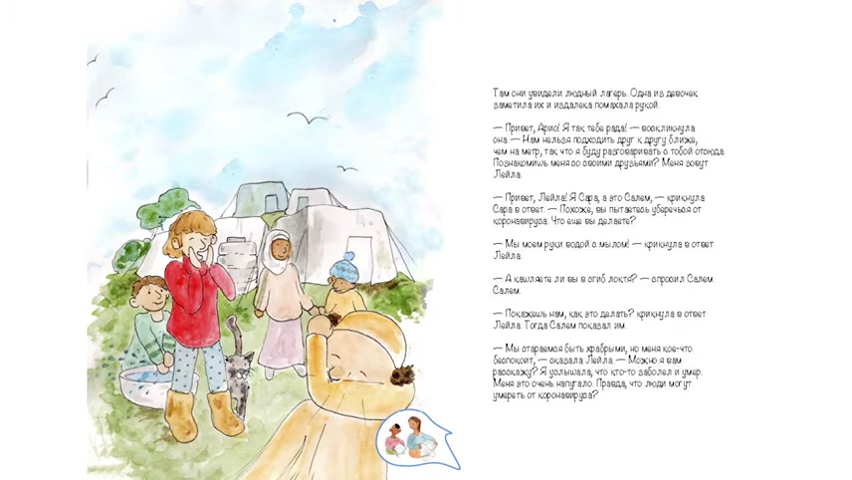 Там они увидели людный лагерь. Одна из девочек
заметила их и издалека помахала рукой.
— Привет, Арио! Я так тебе рада! — воскликнула
она. — Нам нельзя подходить друг к другу ближе,
чем на метр, так что я буду разговаривать с тобой отсюда.
Познакомишь меня со своими друзьями? Меня зовут
Лейла.
— Привет, Лейла! Я Сара, а это Салем, — крикнула
Сара в ответ. — Похоже, вы пытаетесь уберечься от
коронавируса. Что еще вы делаете?
— Мы моем руки водой с мылом! — крикнула в ответ
Лейла.
— А кашляете ли вы в сгиб локтя? — спросил Салем.
Салем.
— Покажешь нам, как это делать? крикнула в ответ
Лейла. Тогда Салем показал им.
— Мы стараемся быть храбрыми, но меня кое-что
беспокоит, — сказала Лейла. — Можно я вам
расскажу? Я услышала, что кто-то заболел и умер.
Меня это очень напугало. Правда, что люди могут
умереть от коронавируса?